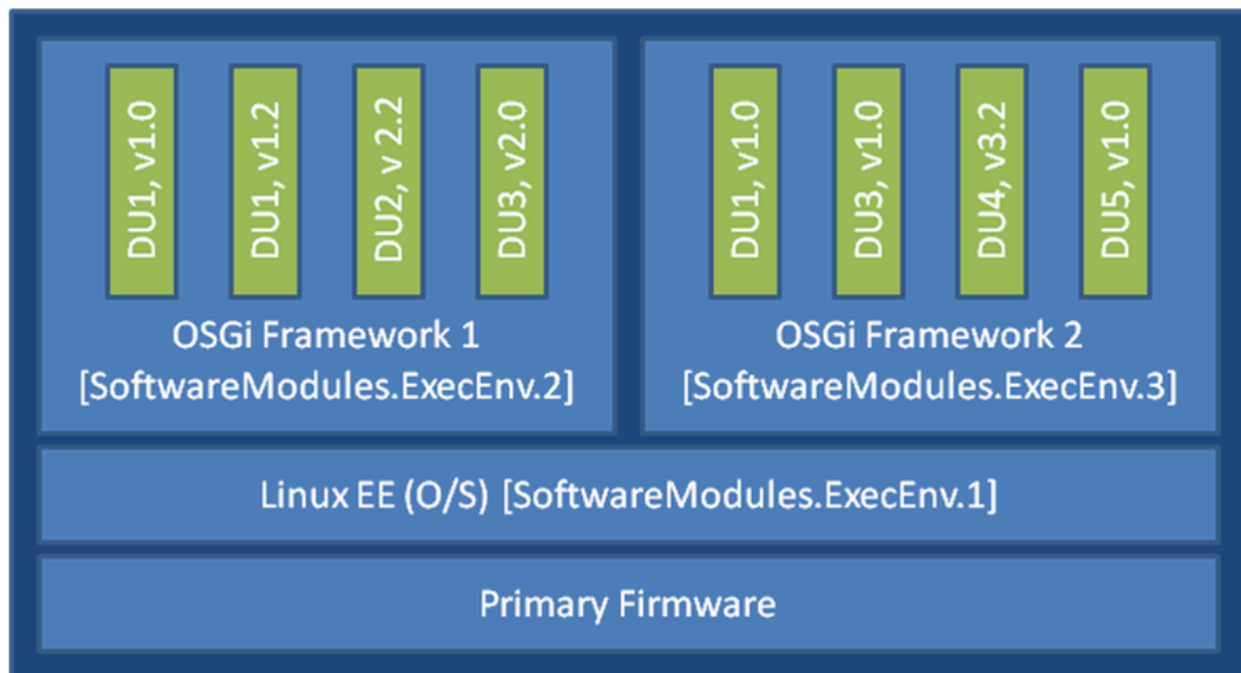 DU1, v1.0
DU1, v1.2
DU2, v 2.2
DU3, v2.0
OSGi Framework 1
[SoftwareModules.ExecEnv.2]
DU1, v1.0
DU3, v1.0
DU4, v3.2
DU5, v1.0
OSGi Framework 2
[SoftwareModules.ExecEnv.3]
Linux EE (O/S) [SoftwareModules.ExecEnv.1]
Primary Firmware